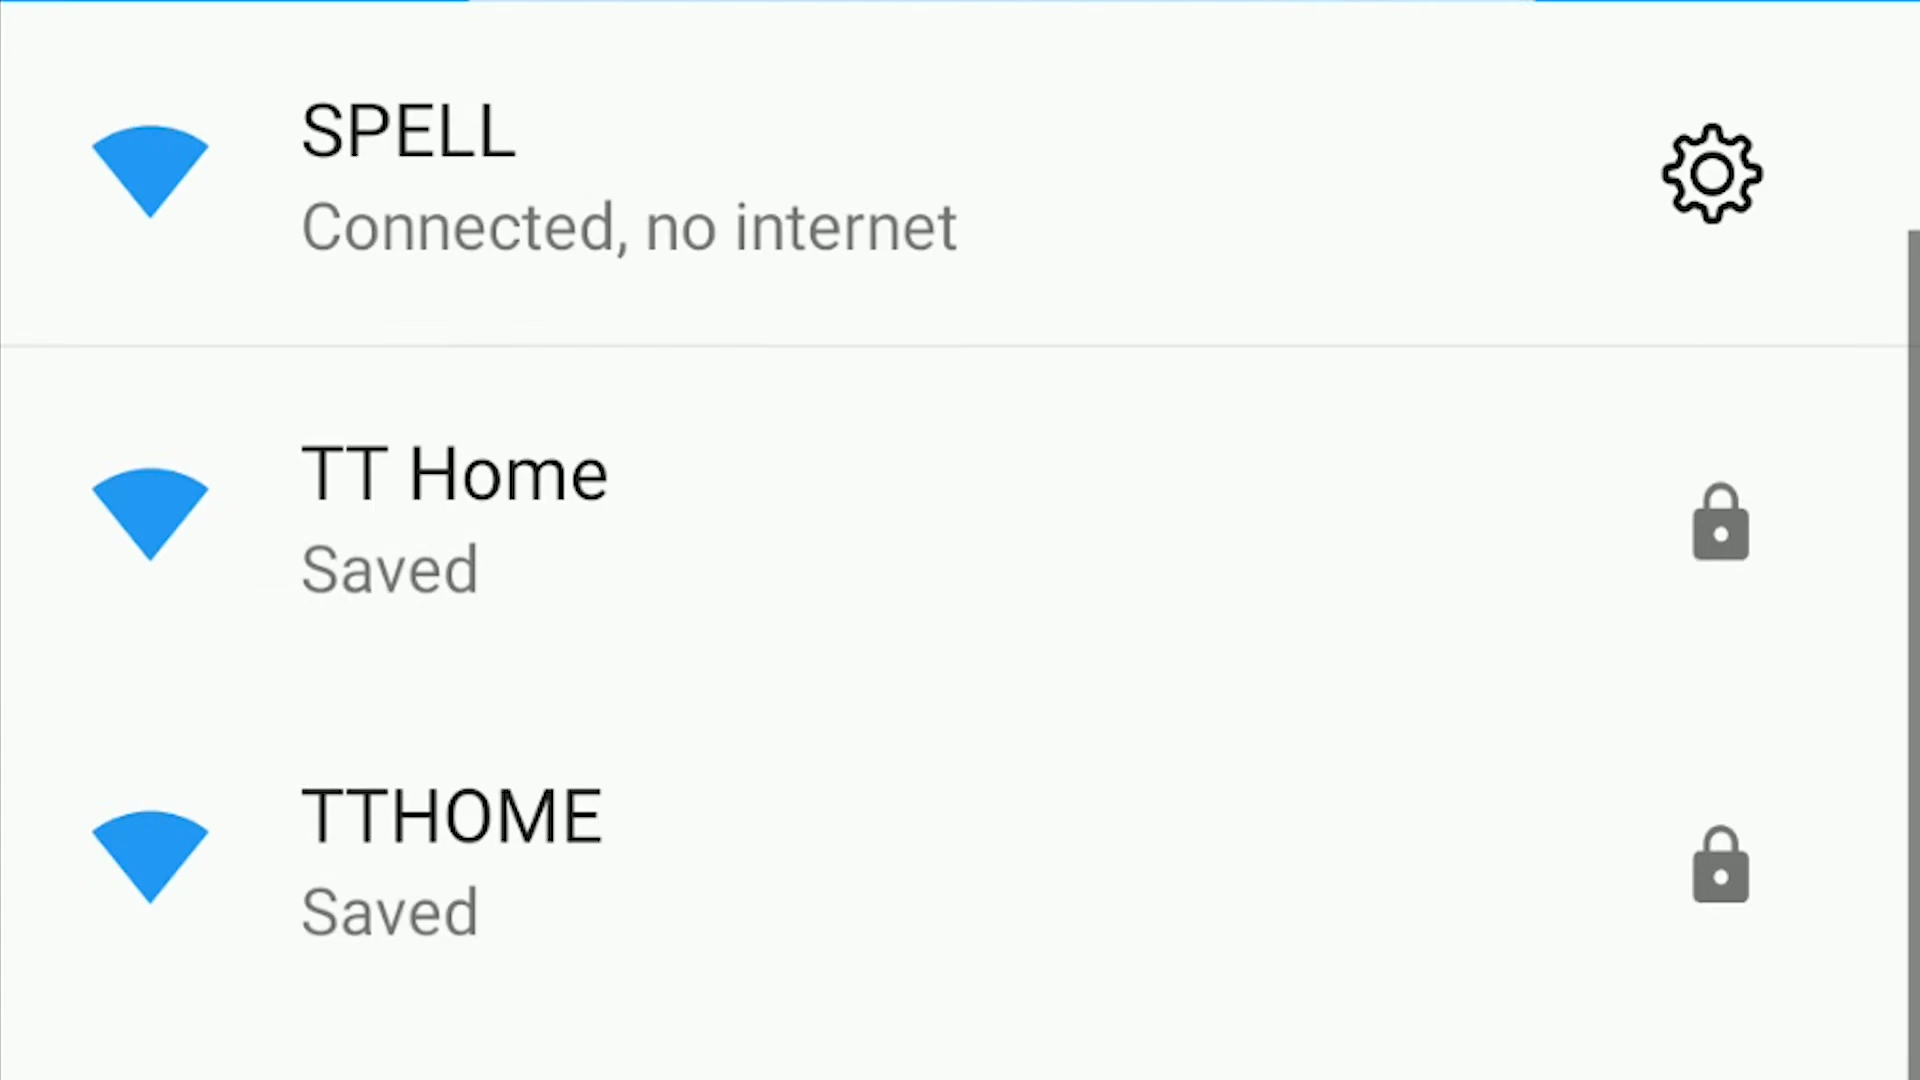 SPELL
Connected, no internet
TT Home
Saved
TTHOME
Saved